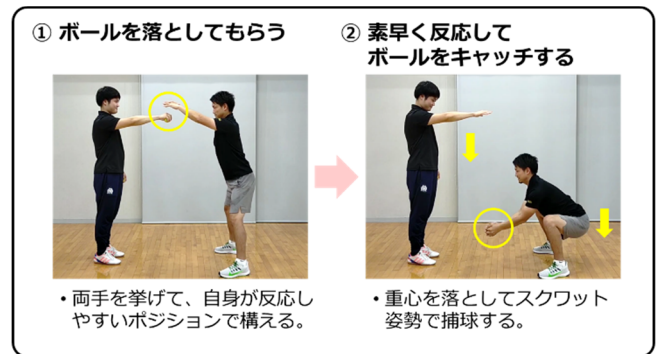 ① ボールを落としてもらう
・両手を挙げて、自身が反応し
やすいポジションで構える。
② 素早く反応して
ボールをキャッチする
・重心を落としてスクワット
姿勢で捕球する。